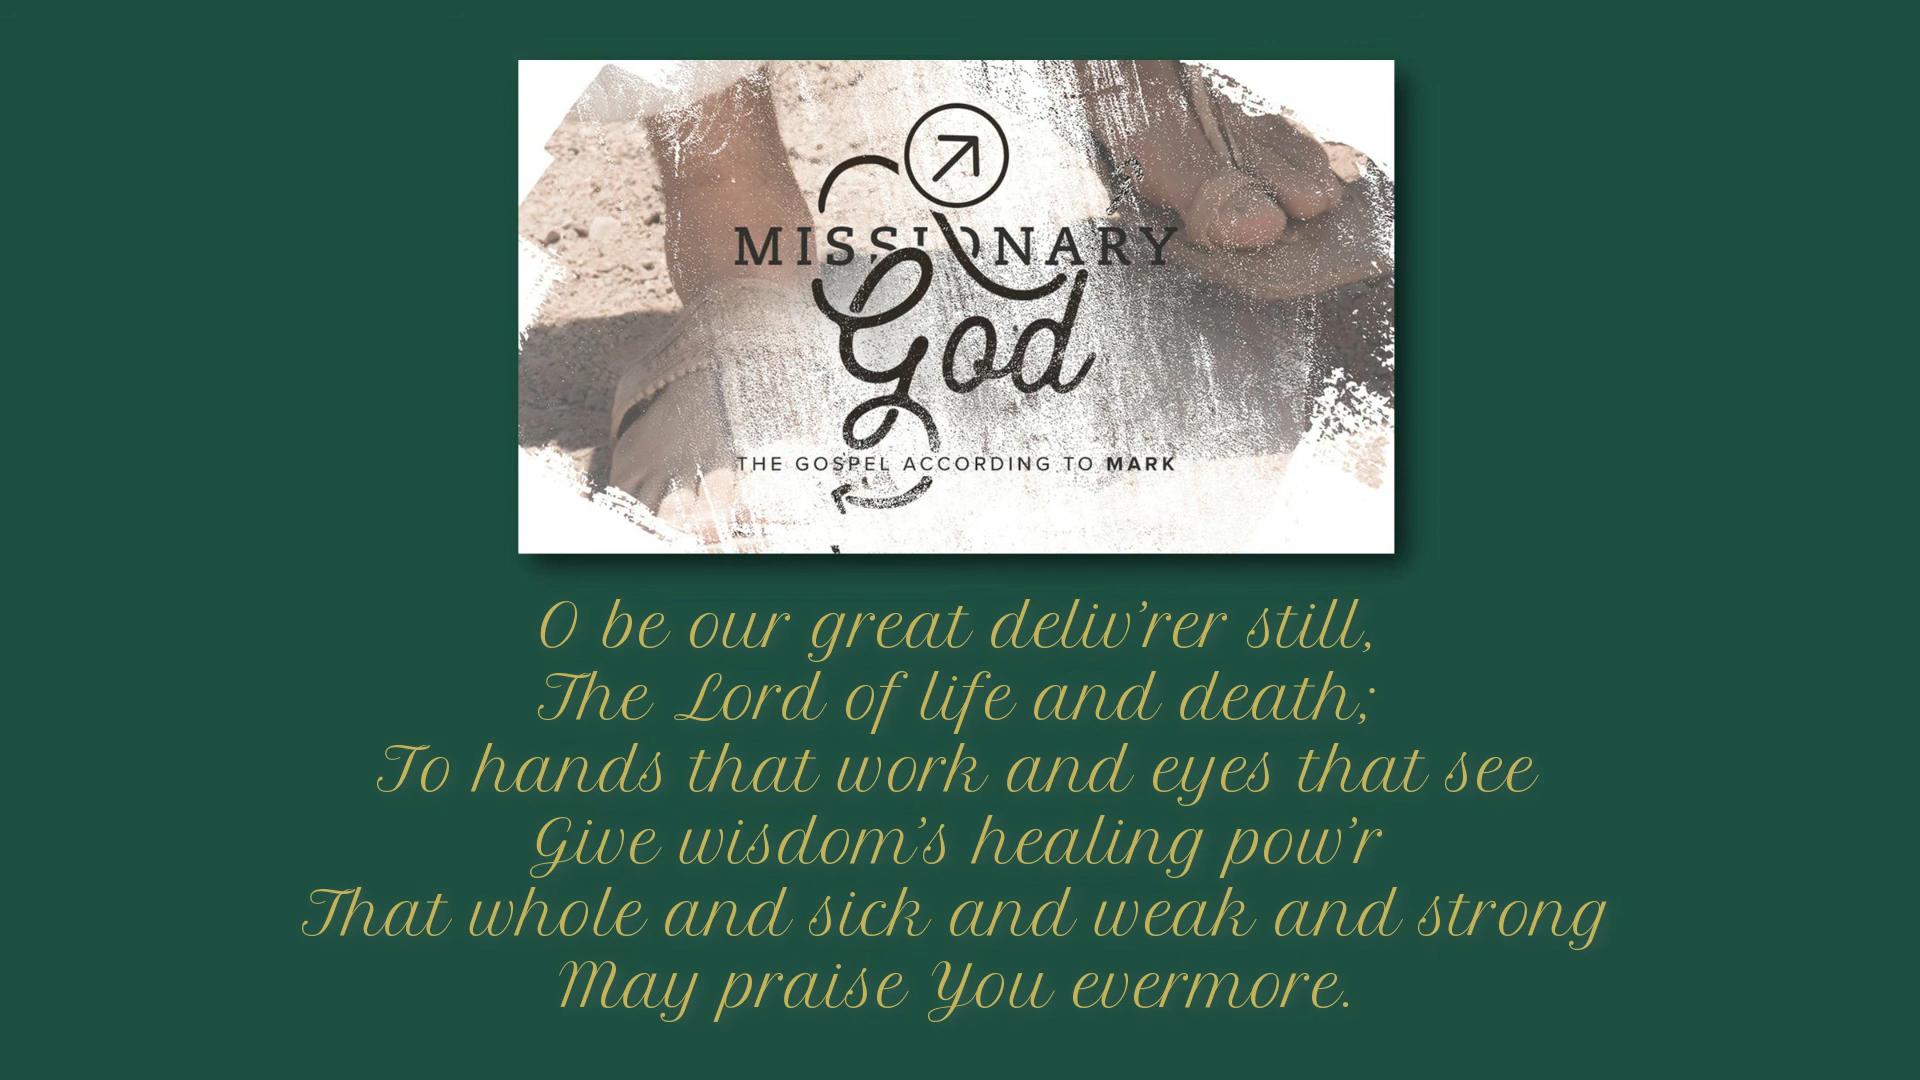 MISSIONARY
God
THE GOSPEL ACCORDING TO MARK
O be our great deliv’rer still,
The Lord of life and death;
To hands that work and eyes that see
Give wisdom’s healing pow’r
That whole and sick and weak and strong
May praise You evermore.